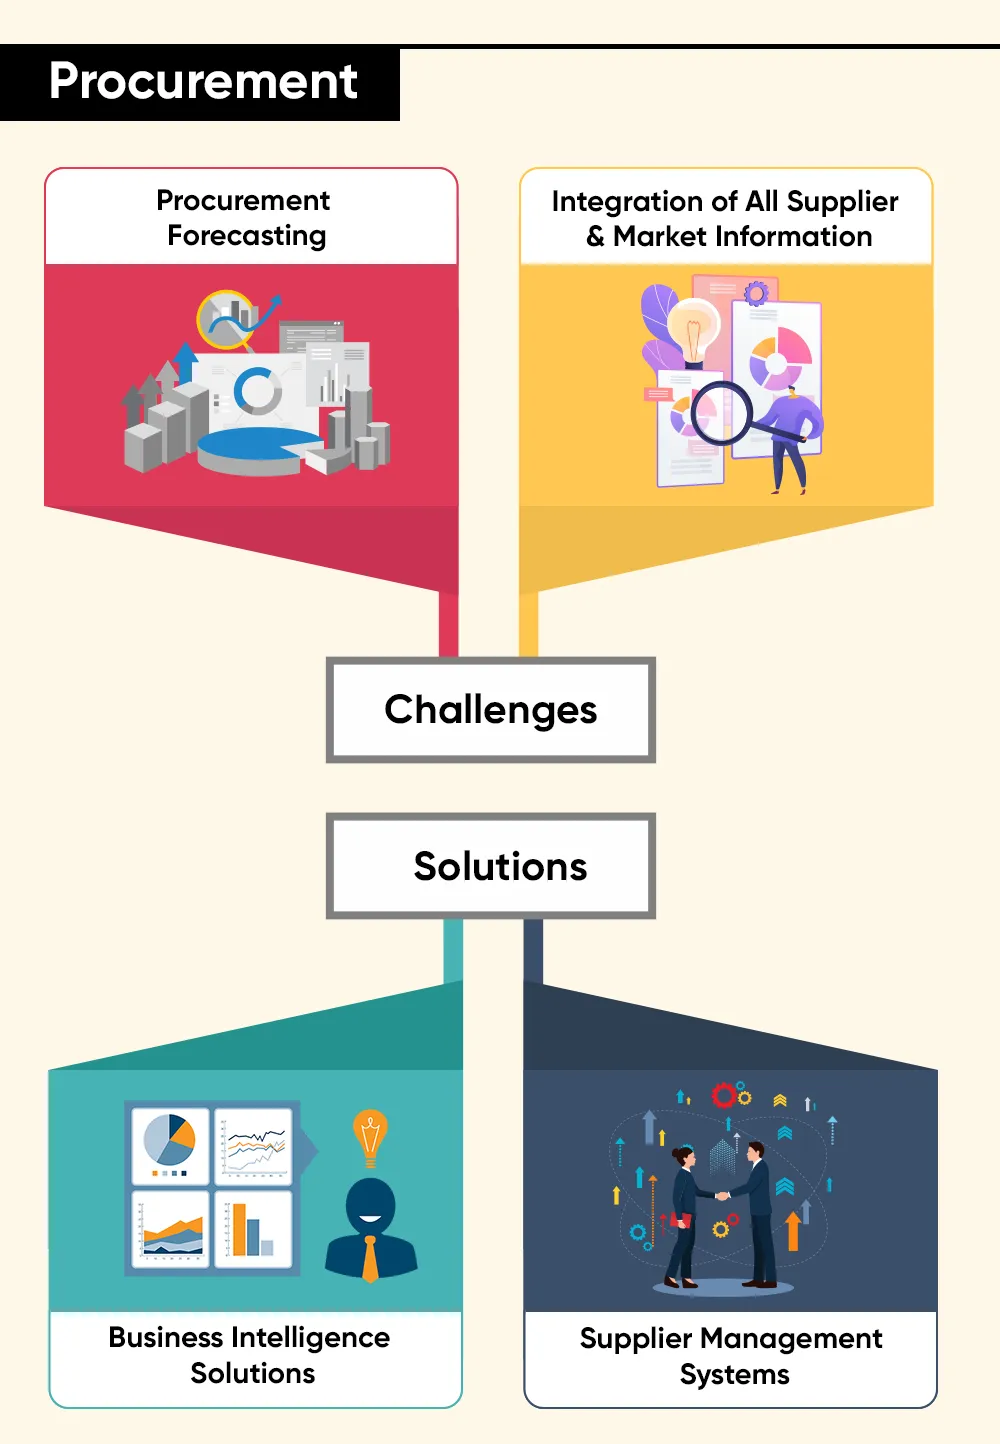 Procurement
Procurement
Forecasting
Integration of All Supplier
& Market Information
Challenges
Solutions
Business Intelligence
Solutions
Supplier Management
Systems